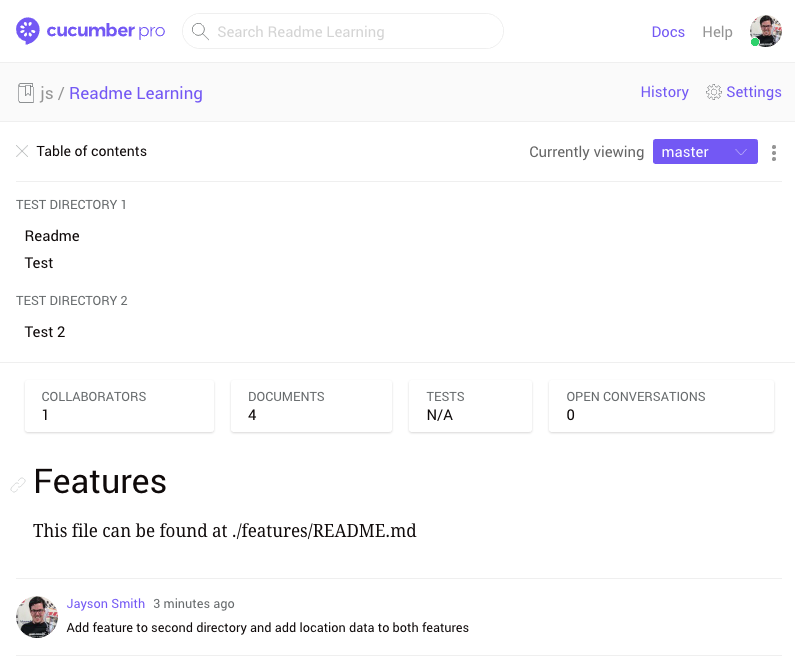 cucumber pro
Search Readme Learning
Docs Help
js / Readme Learning
History Settings
Table of contents
Currently viewing master
TEST DIRECTORY 1
Readme
Test
TEST DIRECTORY 2
Test 2
COLLABORATORS DOCUMENTS TESTS OPEN CONVERSATIONS
1 4 N/A 0
Features
This file can be found at ./features/README.md
Jayson Smith 3 minutes ago
Add feature to second directory and add location data to both features